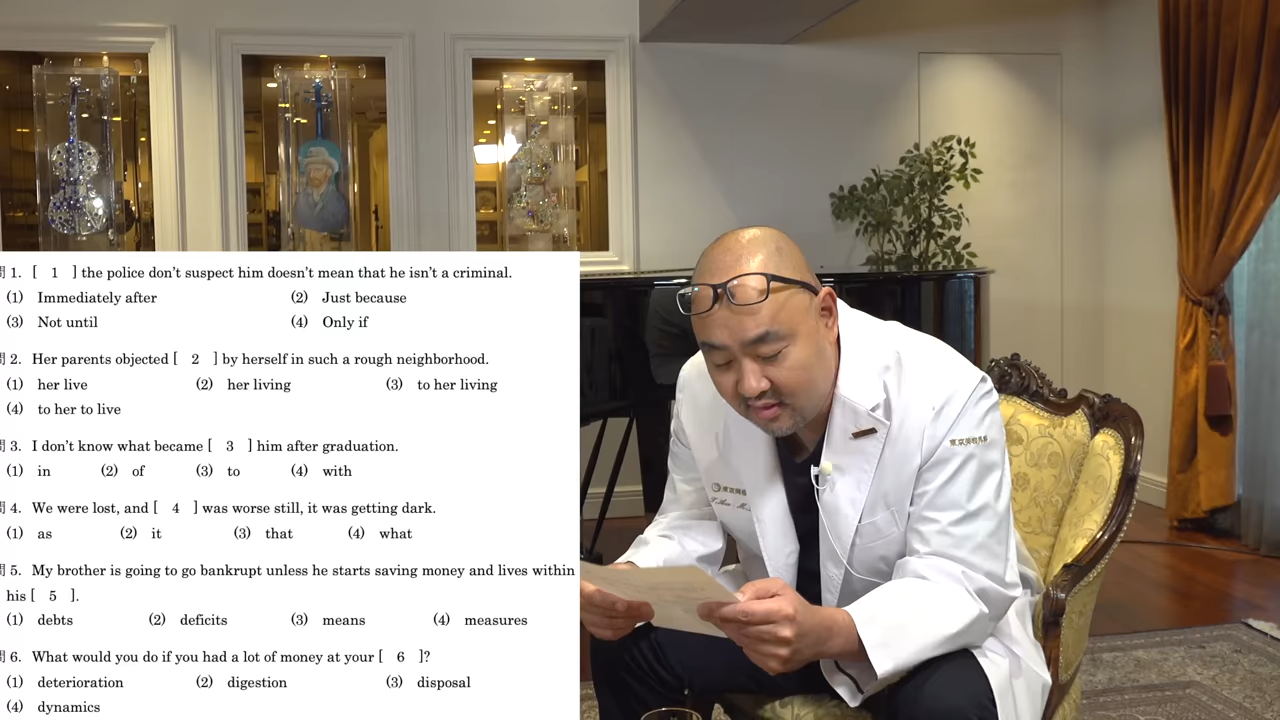 問 1. [ 1 ] the police don't suspect him doesn't mean that he isn't a criminal.
(1) Immediately after (2) Just because
(3) Not until (4) Only if
問 2. Her parents objected [ 2 ] by herself in such a rough neighborhood.
(1) her live (2) her living (3) to her living
(4) to her to live
問 3. I don't know what became [ 3 ] him after graduation.
(1) in (2) of (3) to (4) with
問 4. We were lost, and [ 4 ] was worse still, it was getting dark.
(1) as (2) it (3) that (4) what
問 5. My brother is going to go bankrupt unless he starts saving money and lives within
his [ 5 ].
(1) debts (2) deficits (3) means (4) measures
問 6. What would you do if you had a lot of money at your [ 6 ]?
(1) deterioration (2) digestion (3) disposal
(4) dynamics